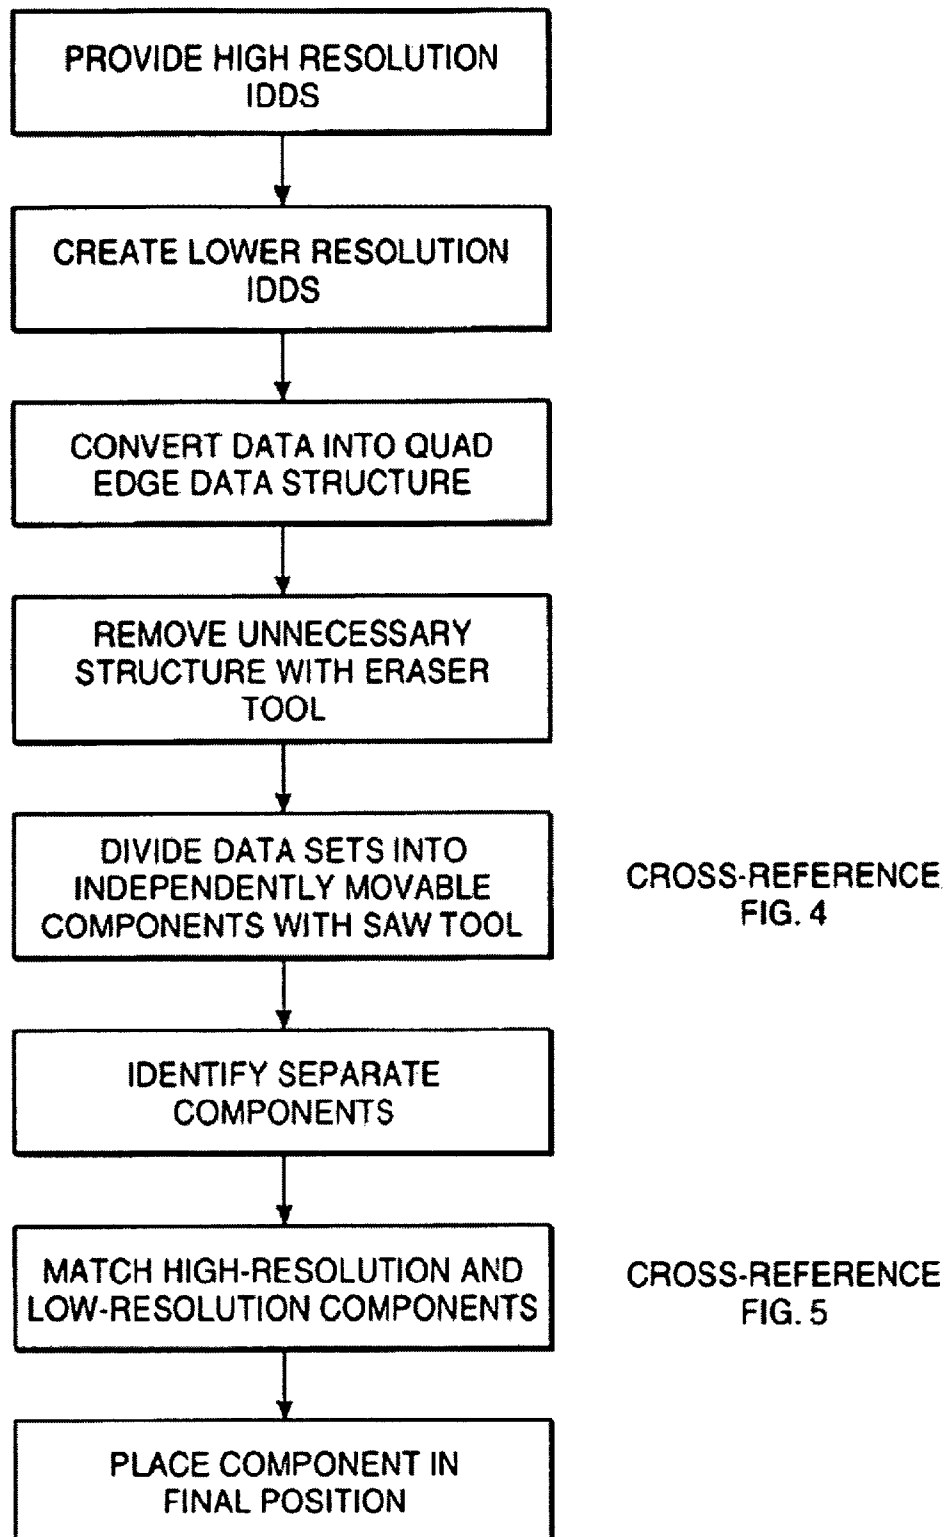 PROVIDE HIGH RESOLUTION
IDDS
CREATE LOWER RESOLUTION
IDDS
CONVERT DATA INTO QUAD
EDGE DATA STRUCTURE
REMOVE UNNECESSARY
STRUCTURE WITH ERASER
TOOL
DIVIDE DATA SETS INTO
INDEPENDENTLY MOVABLE
COMPONENTS WITH SAW TOOL
CROSS-REFERENCE
FIG. 4
IDENTIFY SEPARATE
COMPONENTS
MATCH HIGH-RESOLUTION AND
LOW-RESOLUTION COMPONENTS
CROSS-REFERENCE
FIG. 5
PLACE COMPONENT IN
FINAL POSITION